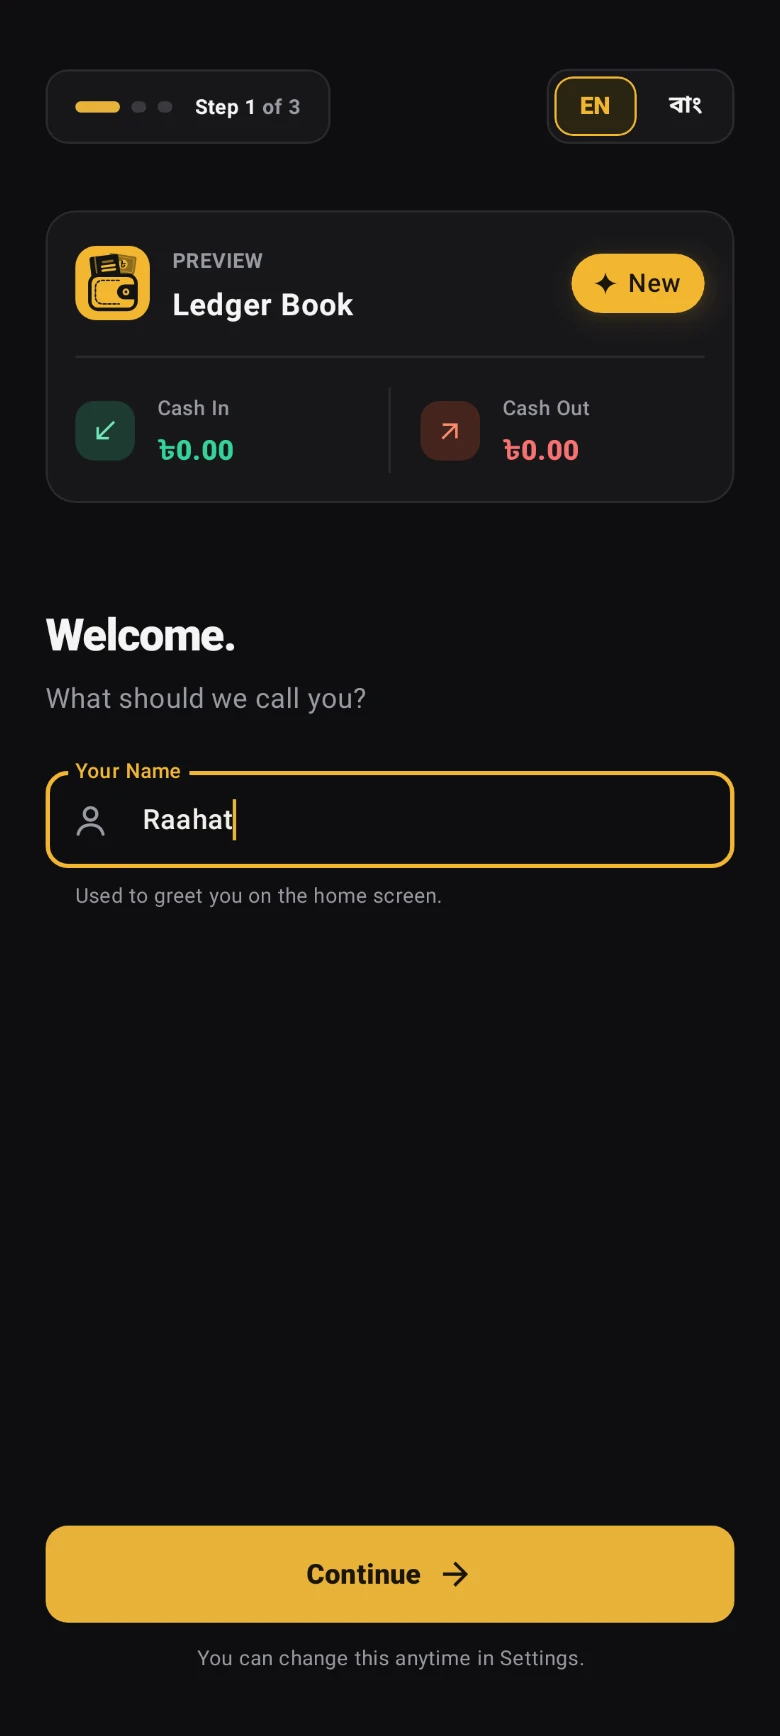 Step 1 of 3
EN
বাং
PREVIEW
Ledger Book
✦ New
Cash In
৳0.00
Cash Out
৳0.00
Welcome.
What should we call you?
Your Name
Raahat
Used to greet you on the home screen.
Continue →
You can change this anytime in Settings.